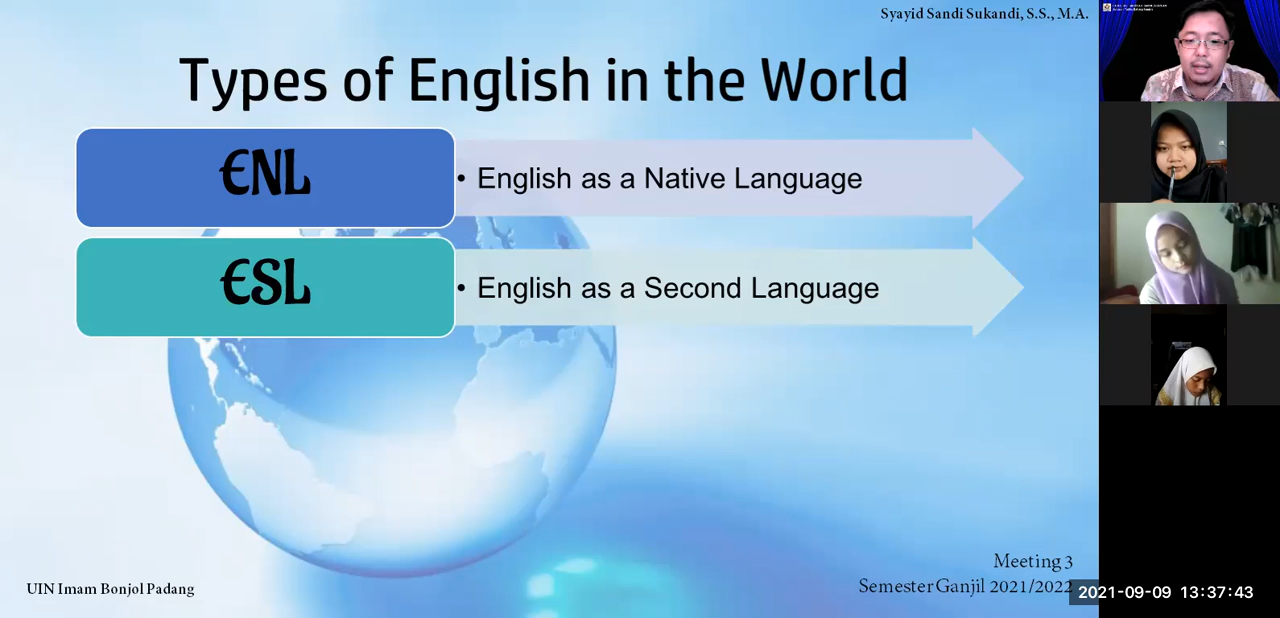 Syayid Sandi Sukandi, S.S., M.A.
Types of English in the World
ENL
• English as a Native Language
ESL
• English as a Second Language
Meeting 3
Semester Ganjil 2021/2022
UIN Imam Bonjol Padang
2021-09-09 13:37:43